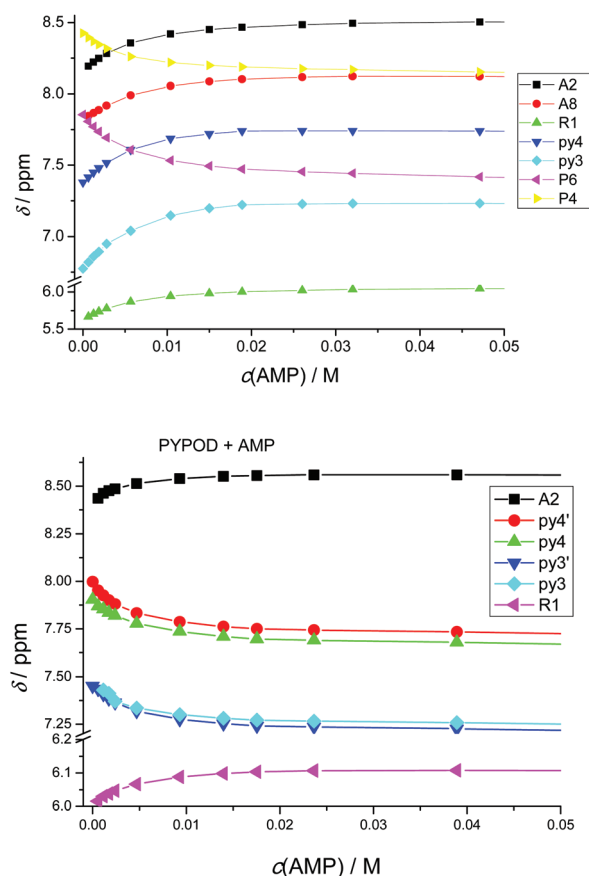 8.5
8.0
7.5
7.0
6.0
5.5
δ / ppm
A2
A8
R1
py4
py3
P6
P4
0.00 0.01 0.02 0.03 0.04 0.05
c(AMP) / M
PYPOD + AMP
8.50
8.25
8.00
7.75
7.50
7.25
6.2
6.1
6.0
δ / ppm
A2
py4'
py4
py3'
py3
R1
0.00 0.01 0.02 0.03 0.04 0.05
c(AMP) / M